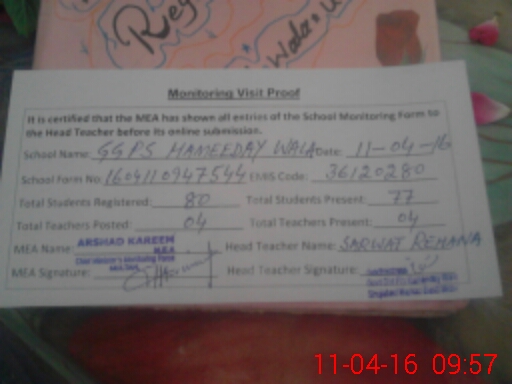 Reg
Monitoring Visit Proof
It is certified that the MEA has shown all entries of the School Monitoring Form to
the Head Teacher before its online submission.
School Name: GGPS HAMEEDAY WALA Date: 11-04-16
School Form No: 1604110947544 EMIS Code: 36120280
Total Students Registered: 80 Total Students Present: 77
Total Teachers Posted: 04 Total Teachers Present: 04
MEA Name: ARSHAD KAREEM Head Teacher Name: SARWAT REHANA
M.E.A
MEA Signature: Head Teacher Signature:
11-04-16 09:57